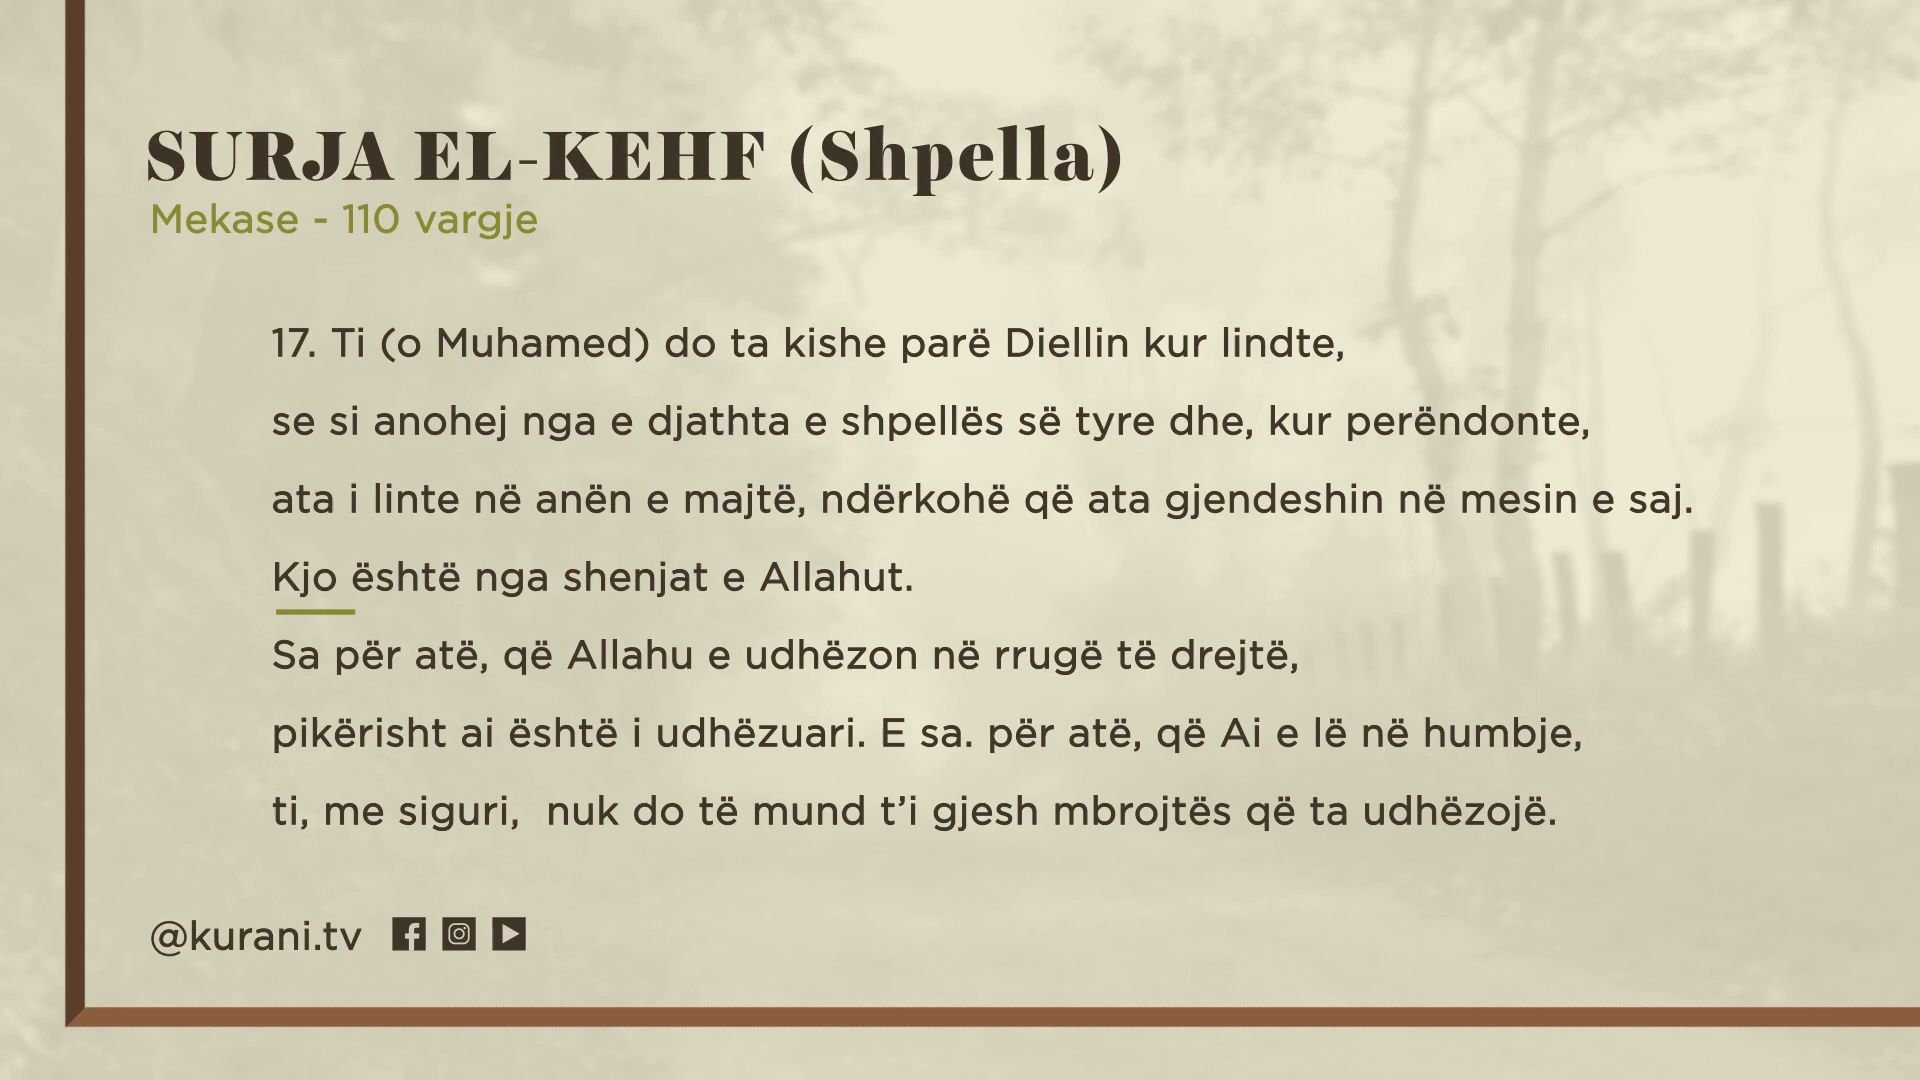 SURJA EL-KEHF (Shpella)
Mekase - 110 vargje
17. Ti (o Muhamed) do ta kishe parë Diellin kur lindte,
se si anohej nga e djathta e shpellës së tyre dhe, kur perëndonte,
ata i linte në anën e majtë, ndërkohë që ata gjendeshin në mesin e saj.
Kjo është nga shenjat e Allahut.
Sa për atë, që Allahu e udhëzon në rrugë të drejtë,
pikërisht ai është i udhëzuari. E sa. për atë, që Ai e lë në humbje,
ti, me siguri,  nuk do të mund t’i gjesh mbrojtës që ta udhëzojë.
@kurani.tv